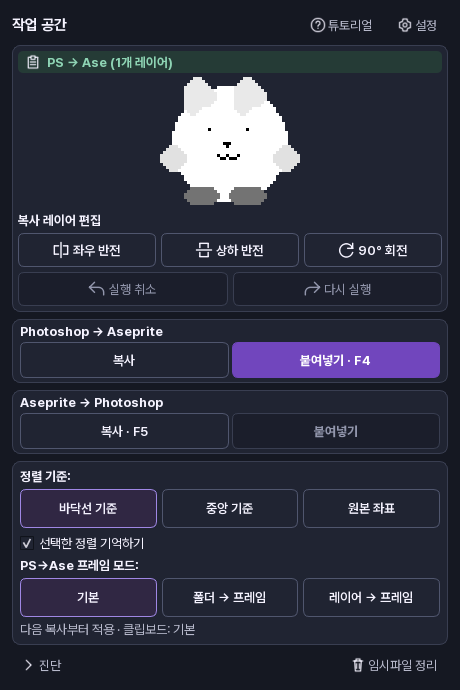 작업 공간
튜토리얼
설정
PS → Ase (1개 레이어)
복사 레이어 편집
좌우 반전
상하 반전
90° 회전
실행 취소
다시 실행
Photoshop → Aseprite
복사
붙여넣기 · F4
Aseprite → Photoshop
복사 · F5
붙여넣기
정렬 기준:
바닥선 기준
중앙 기준
원본 좌표
선택한 정렬 기억하기
PS→Ase 프레임 모드:
기본
폴더 → 프레임
레이어 → 프레임
다음 복사부터 적용 · 클립보드: 기본
진단
임시파일 정리